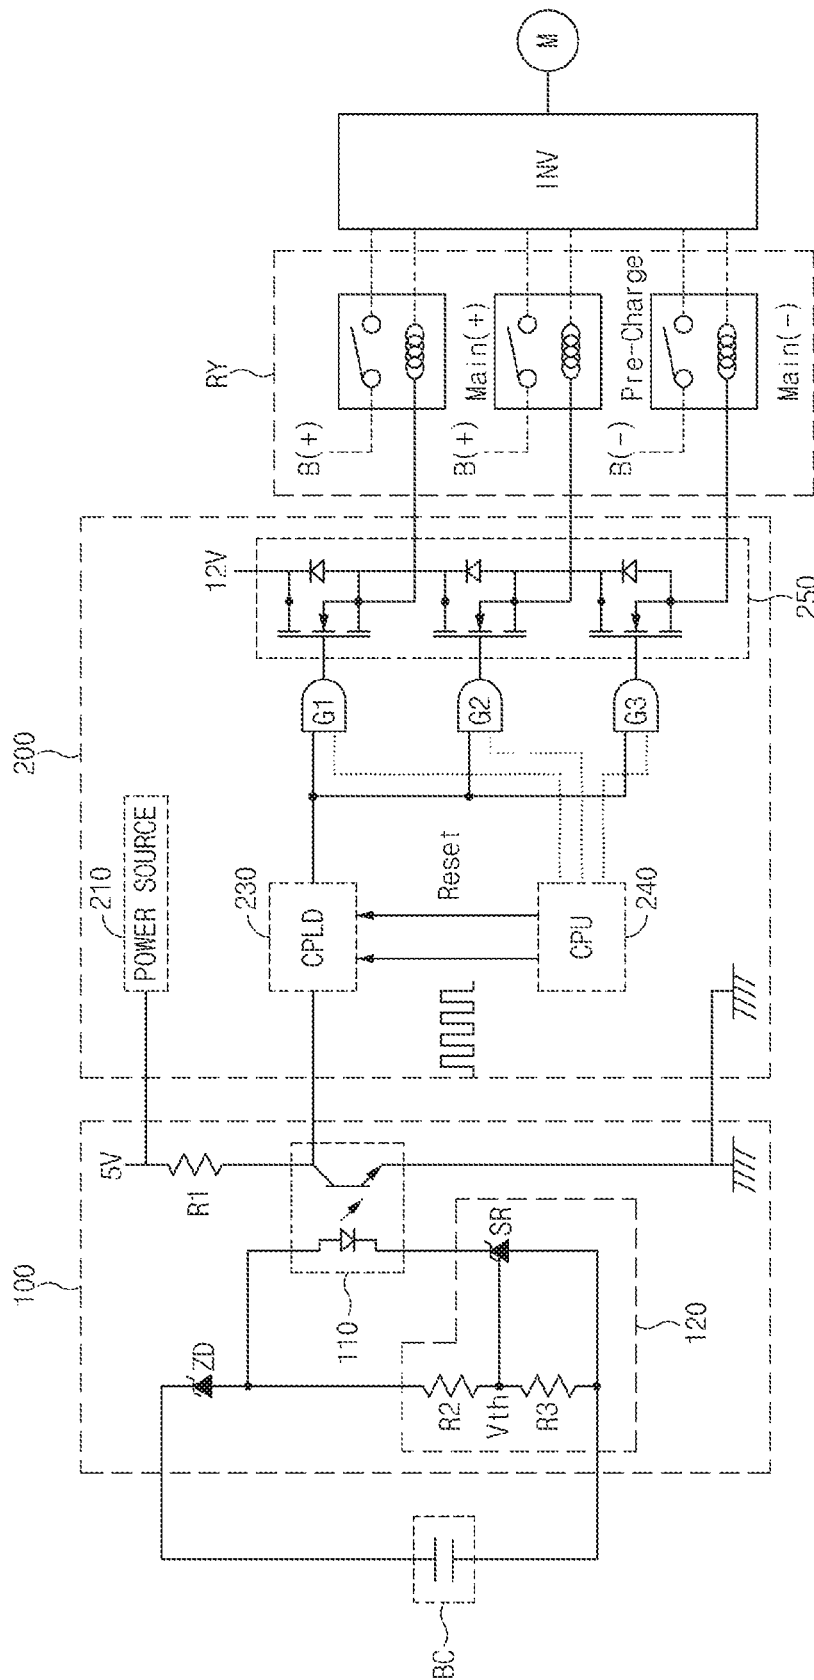 100
200
BC
ZD
R2
Vth
R3
120
110
SR
R1
5V
210
POWER SOURCE
230
CPLD
Reset
CPU
240
G1
G2
G3
12V
250
RY
B(+)
Main(+)
B(+)
Pre-Charge
B(-)
Main(-)
INV
M